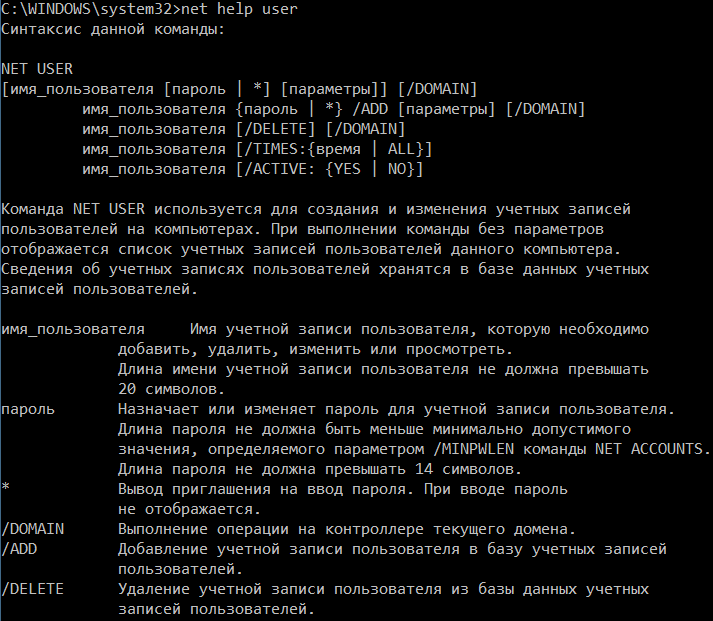 C:\WINDOWS\system32>net help user
Синтаксис данной команды:

NET USER
[имя_пользователя [пароль | *] [параметры]] [/DOMAIN]
         имя_пользователя {пароль | *} /ADD [параметры] [/DOMAIN]
         имя_пользователя [/DELETE] [/DOMAIN]
         имя_пользователя [/TIMES:{время | ALL}]
         имя_пользователя [/ACTIVE: {YES | NO}]

Команда NET USER используется для создания и изменения учетных записей
пользователей на компьютерах. При выполнении команды без параметров
отображается список учетных записей пользователей данного компьютера.
Сведения об учетных записях пользователей хранятся в базе данных учетных
записей пользователей.

имя_пользователя     Имя учетной записи пользователя, которую необходимо
             добавить, удалить, изменить или просмотреть.
             Длина имени учетной записи пользователя не должна превышать
             20 символов.
пароль       Назначает или изменяет пароль для учетной записи пользователя.
             Длина пароля не должна быть меньше минимально допустимого
             значения, определяемого параметром /MINPWLEN команды NET ACCOUNTS.
             Длина пароля не должна превышать 14 символов.
*            Вывод приглашения на ввод пароля. При вводе пароль
             не отображается.
/DOMAIN      Выполнение операции на контроллере текущего домена.
/ADD         Добавление учетной записи пользователя в базу учетных записей
             пользователей.
/DELETE      Удаление учетной записи пользователя из базы данных учетных
             записей пользователей.